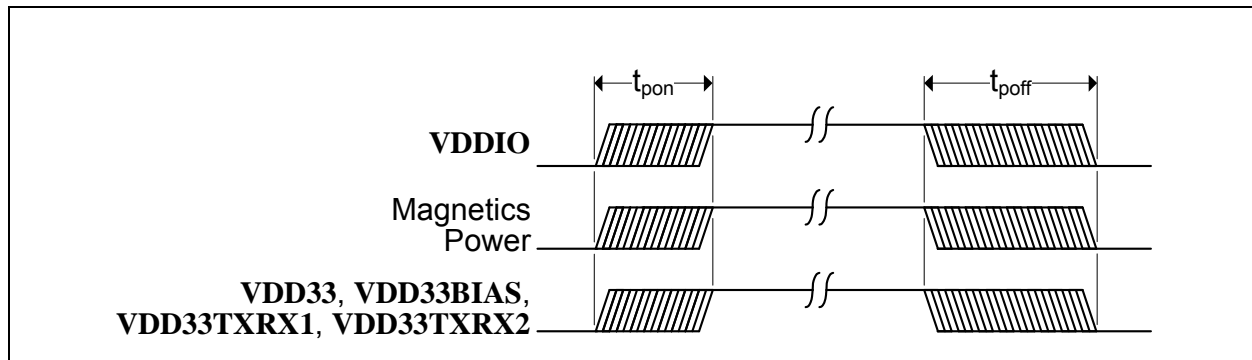 tpon
tpoff
VDDIO
Magnetics
Power
VDD33, VDD33BIAS,
VDD33TXRX1, VDD33TXRX2